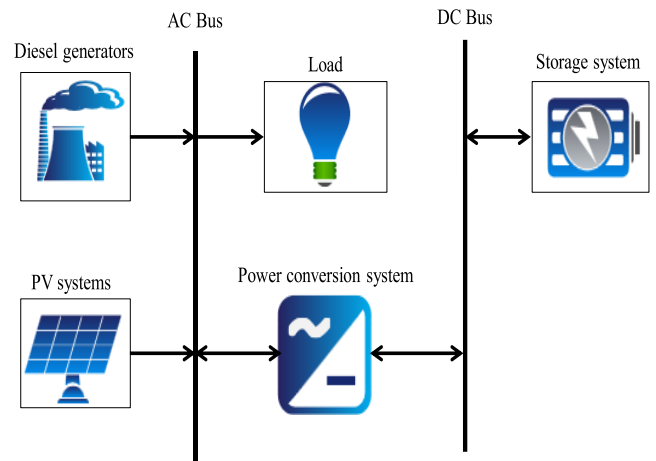 AC Bus
DC Bus
Diesel generators
Load
Storage system
PV systems
Power conversion system